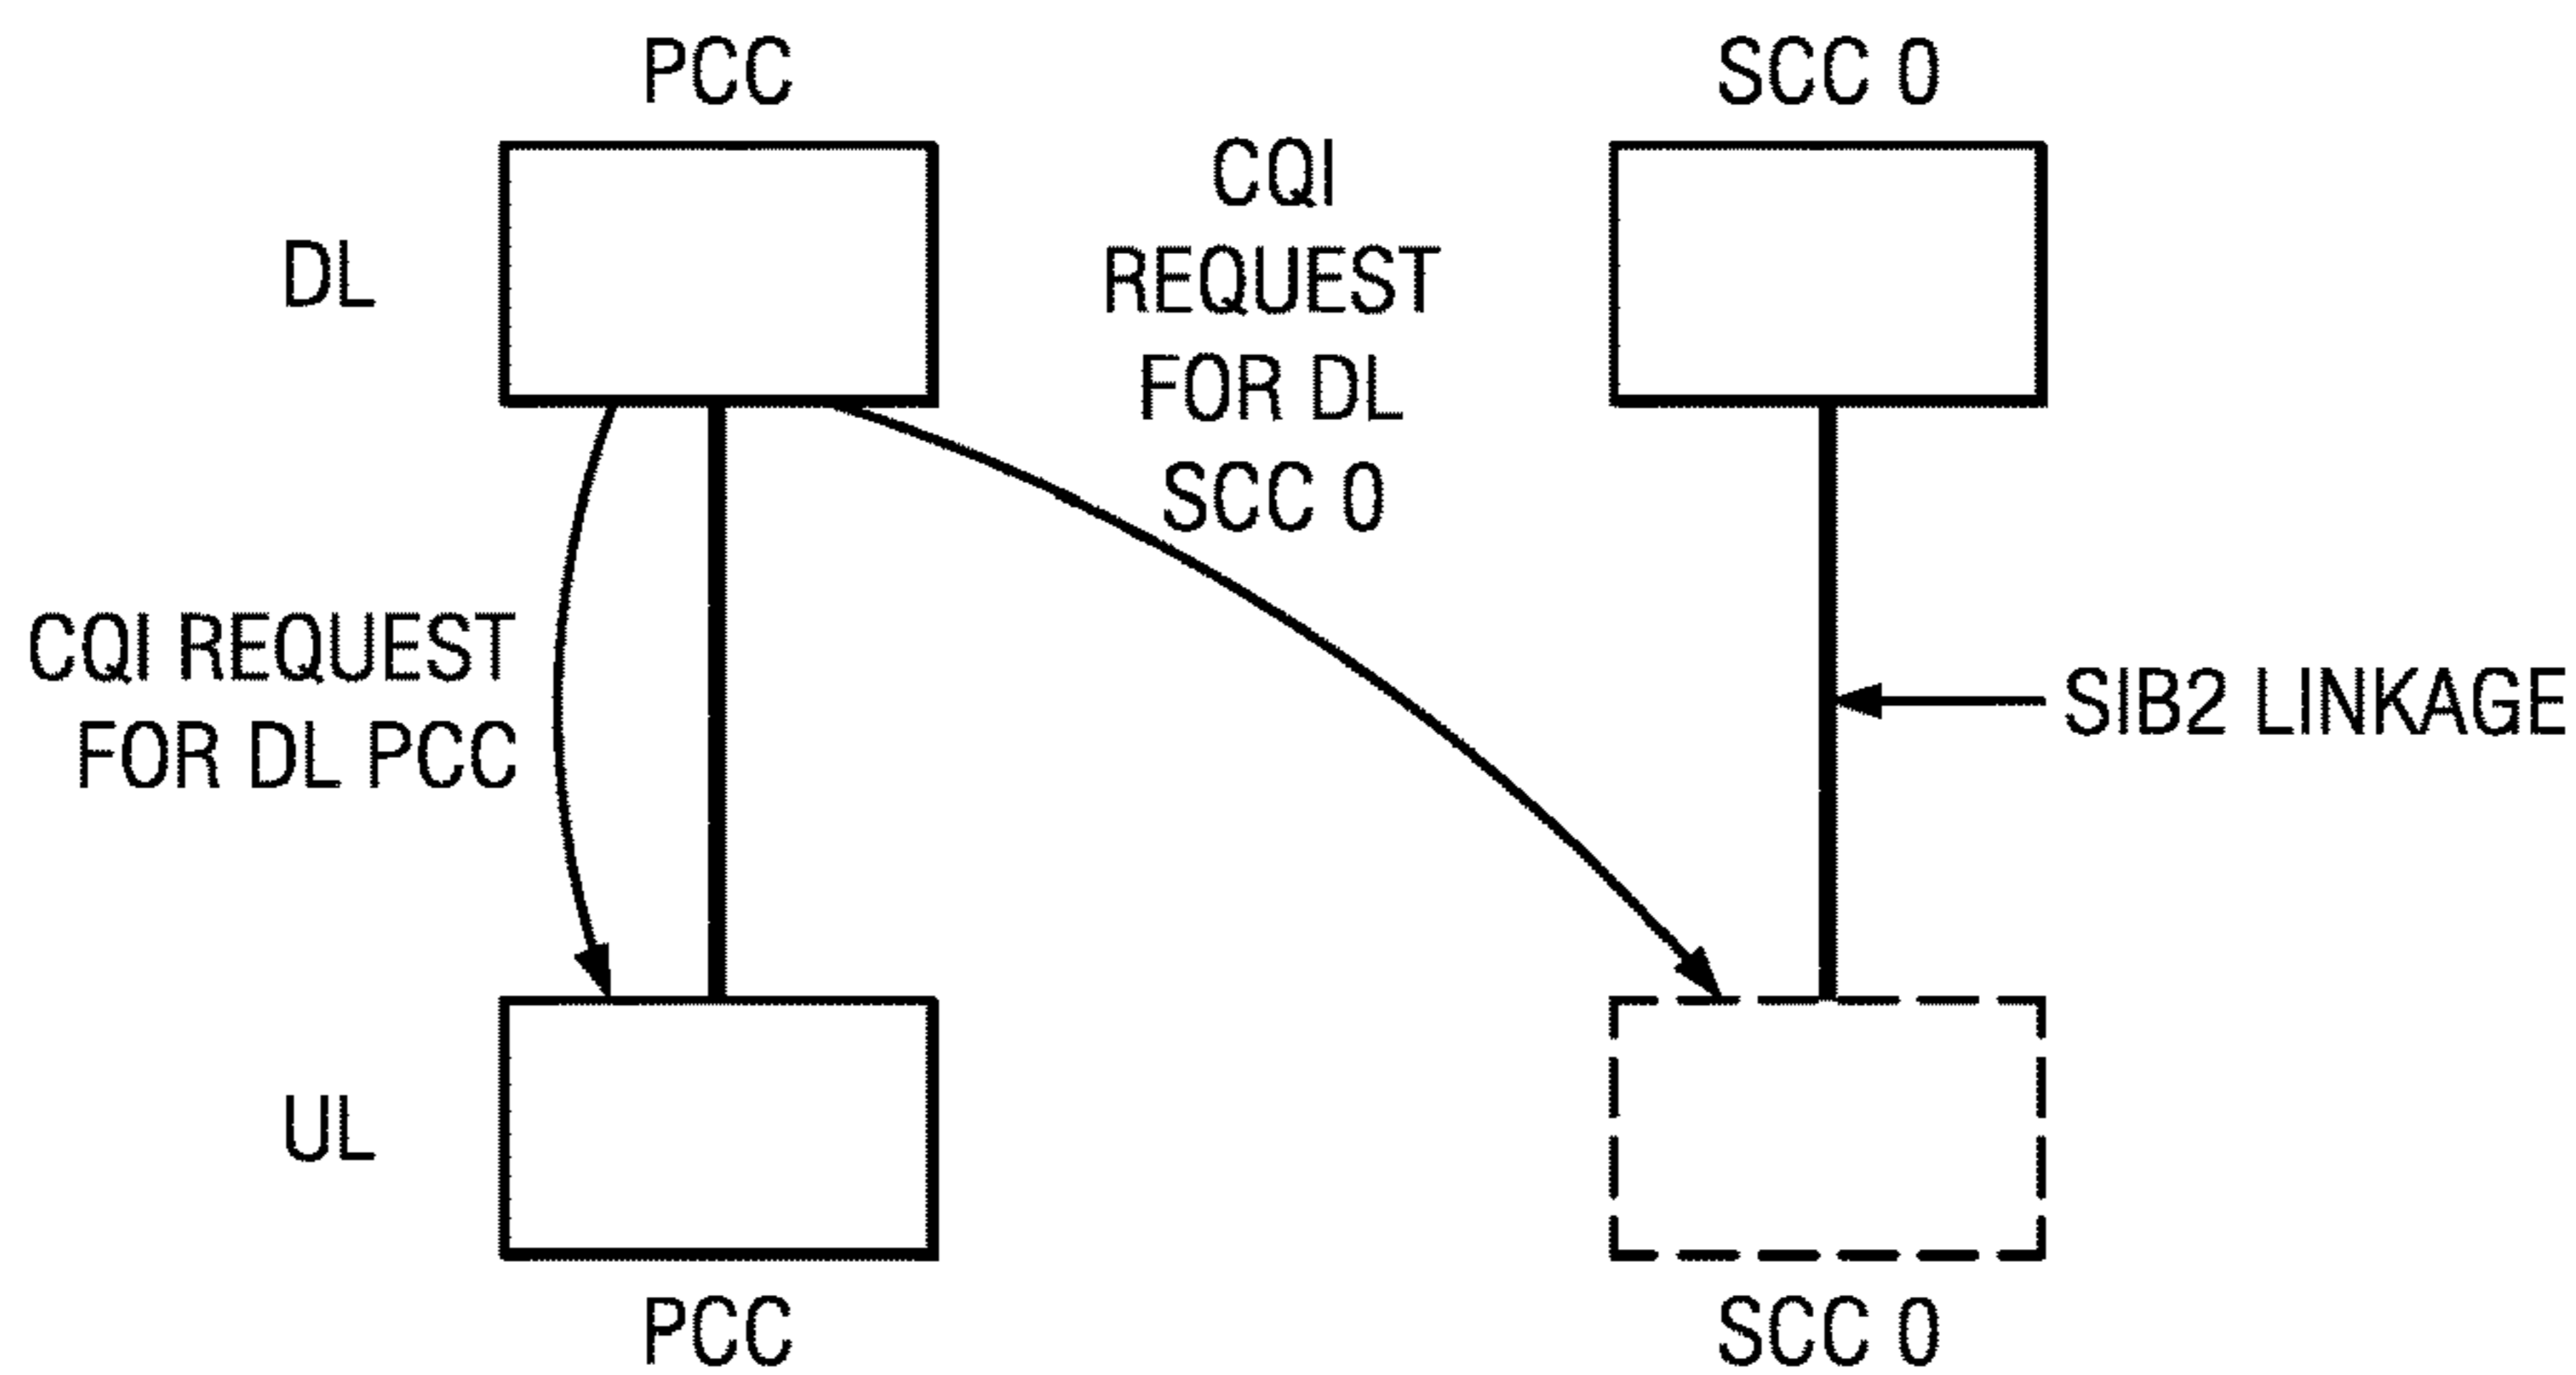 PCC
SCC 0
CQI
REQUEST
FOR DL
SCC 0
DL
CQI REQUEST
FOR DL PCC
SIB2 LINKAGE
UL
PCC
SCC 0